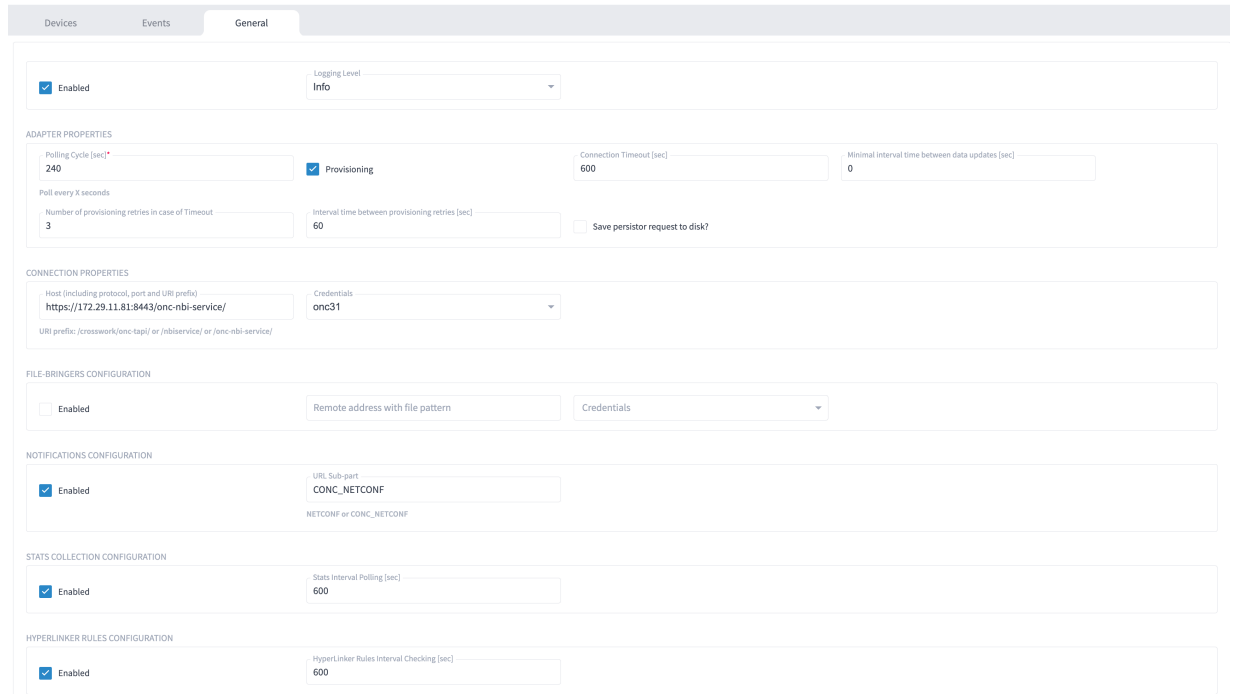 Devices Events General
Logging Level
Enabled Info
ADAPTER PROPERTIES
Polling Cycle [sec]* Connection Timeout [sec] Minimal interval time between data updates [sec]
240 Provisioning 600 0
Poll every X seconds
Number of provisioning retries in case of Timeout Interval time between provisioning retries [sec]
3 60 Save persistor request to disk?
CONNECTION PROPERTIES
Host (including protocol, port and URI prefix) Credentials
https://172.29.11.81:8443/onc-nbi-service/ onc31
URI prefix: /crosswork/onc-tapi/ or /nbiservice/ or /onc-nbi-service/
FILE-BRINGERS CONFIGURATION
Enabled Remote address with file pattern Credentials
NOTIFICATIONS CONFIGURATION
URL Sub-part
Enabled CONC_NETCONF
NETCONF or CONC_NETCONF
STATS COLLECTION CONFIGURATION
Stats Interval Polling [sec]
Enabled 600
HYPERLINKER RULES CONFIGURATION
HyperLinker Rules Interval Checking [sec]
Enabled 600